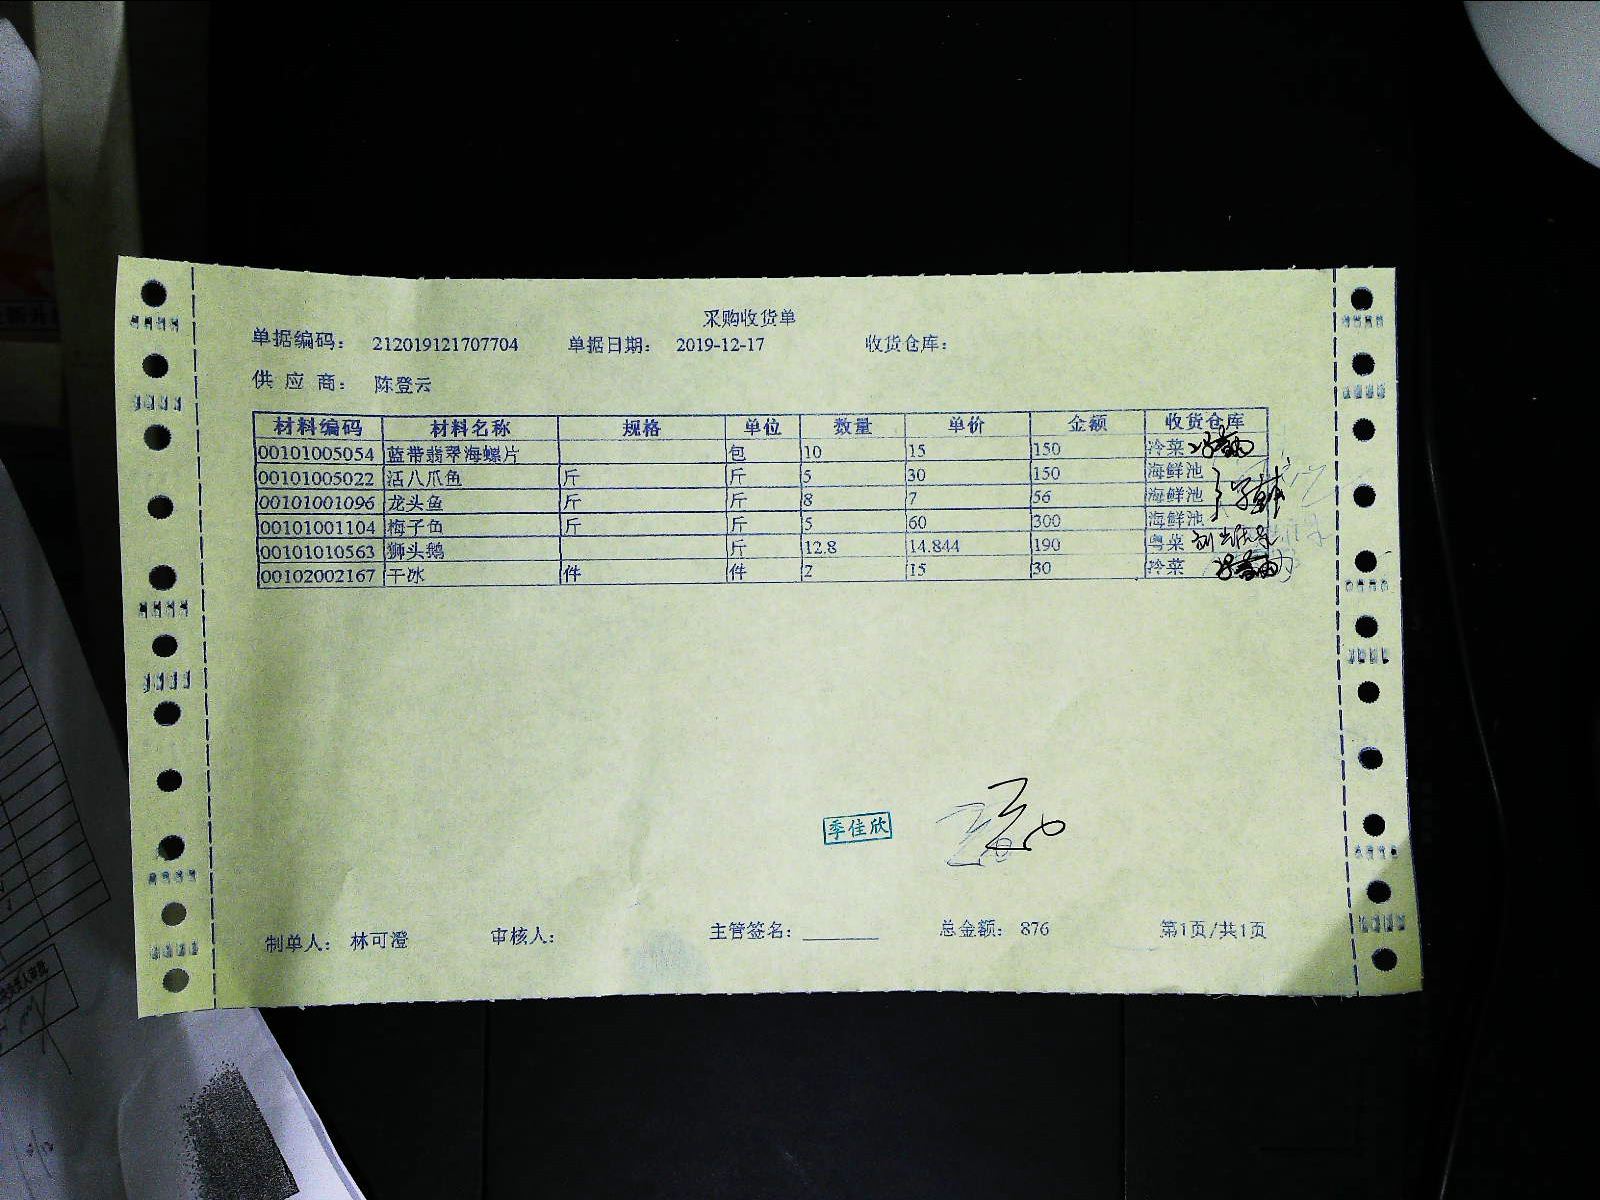 采购收货单
单据编码： 212019121707704 单据日期： 2019-12-17 收货仓库：
供 应 商： 陈登云
材料编码 材料名称 规格 单位 数量 单价 金额 收货仓库
00101005054 蓝带翡翠海螺片 包 10 15 150 冷菜
00101005022 活八爪鱼 斤 斤 5 30 150 海鲜池
00101001096 龙头鱼 斤 斤 8 7 56 海鲜池
00101001104 梅子鱼 斤 斤 5 60 300 海鲜池
00101010563 狮头鹅 斤 12.8 14.844 190 粤菜
00102002167 干冰 件 件 2 15 30 冷菜
季佳欣
制单人： 林可澄 审核人： 主管签名： 总金额： 876 第1页/共1页